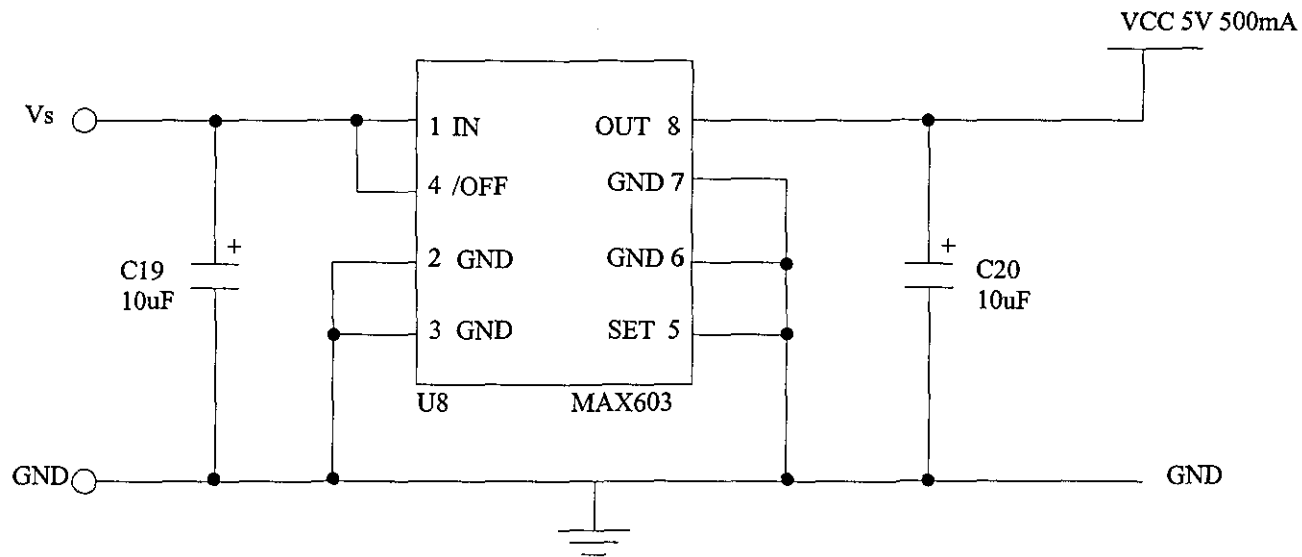 VCC 5V 500mA
Vs
1 IN
OUT 8
4 /OFF
GND 7
2 GND
GND 6
C19
10uF
C20
10uF
3 GND
SET 5
U8
MAX603
GND
GND
+
+